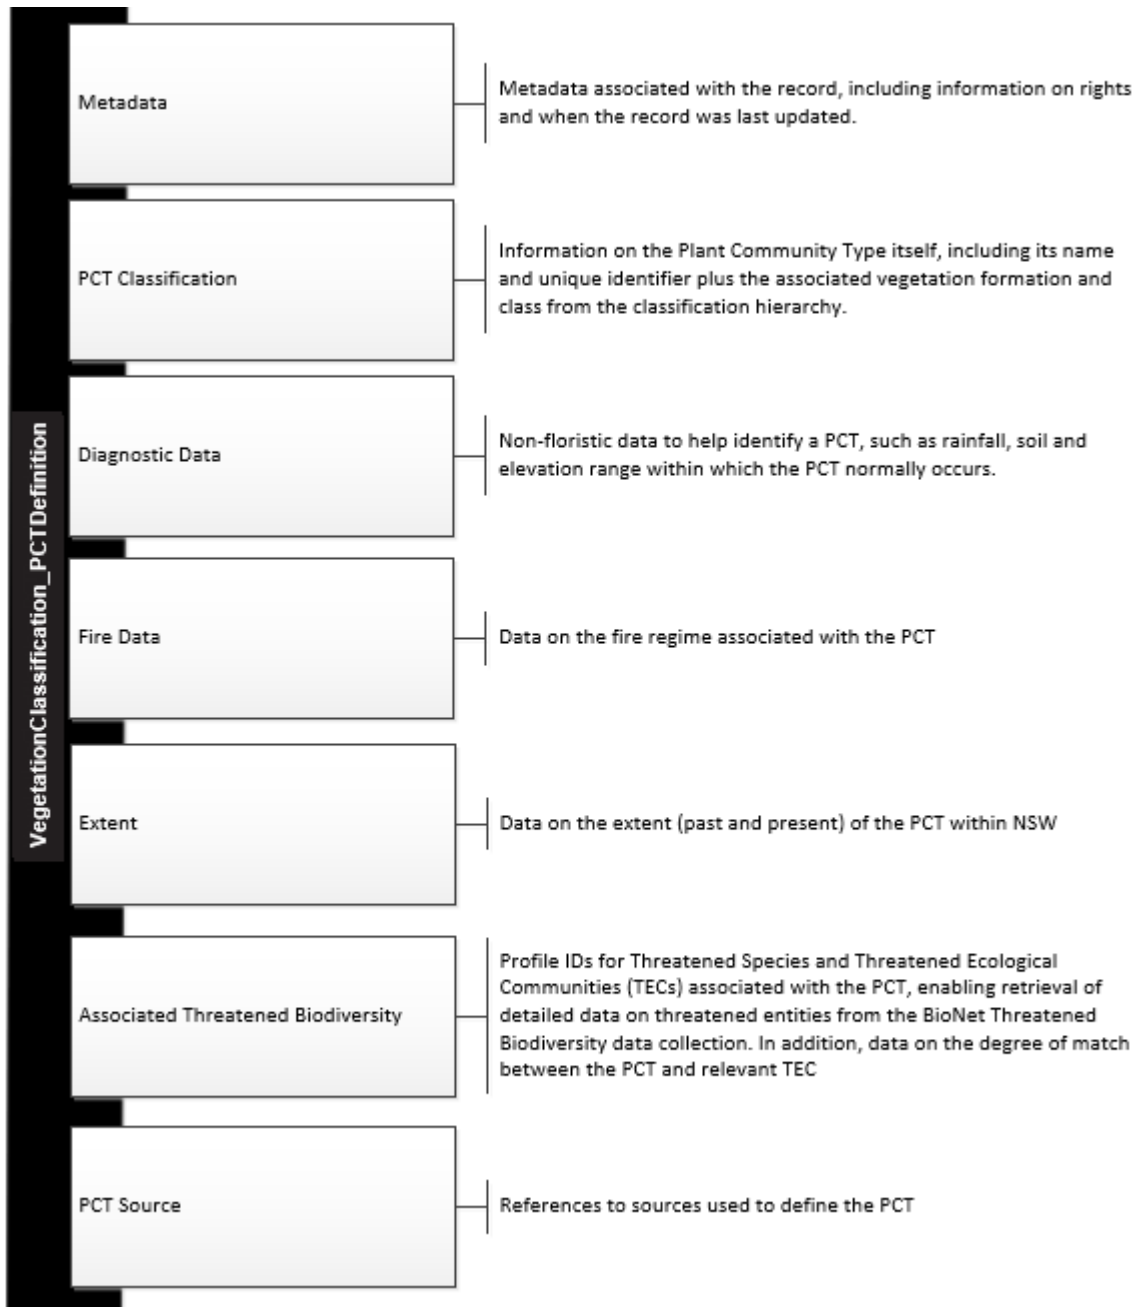 VegetationClassification_PCTDefinition
Metadata
Metadata associated with the record, including information on rights
and when the record was last updated.
PCT Classification
Information on the Plant Community Type itself, including its name
and unique identifier plus the associated vegetation formation and
class from the classification hierarchy.
Diagnostic Data
Non-floristic data to help identify a PCT, such as rainfall, soil and
elevation range within which the PCT normally occurs.
Fire Data
Data on the fire regime associated with the PCT
Extent
Data on the extent (past and present) of the PCT within NSW
Associated Threatened Biodiversity
Profile IDs for Threatened Species and Threatened Ecological
Communities (TECs) associated with the PCT, enabling retrieval of
detailed data on threatened entities from the BioNet Threatened
Biodiversity data collection. In addition, data on the degree of match
between the PCT and relevant TEC
PCT Source
References to sources used to define the PCT